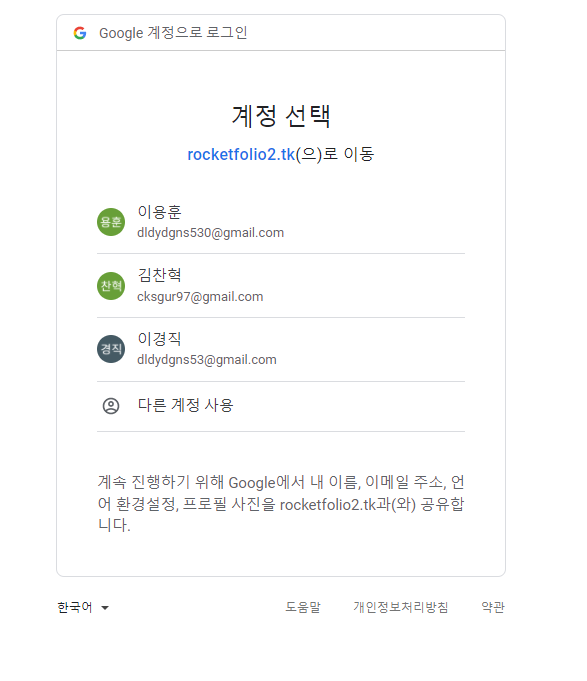 Google 계정으로 로그인
계정 선택
rocketfolio2.tk(으)로 이동
용훈
이용훈
dldydgns530@gmail.com
찬혁
김찬혁
cksgur97@gmail.com
경직
이경직
dldydgns53@gmail.com
다른 계정 사용
계속 진행하기 위해 Google에서 내 이름, 이메일 주소, 언
어 환경설정, 프로필 사진을 rocketfolio2.tk과(와) 공유합
니다.
한국어 도움말 개인정보처리방침 약관